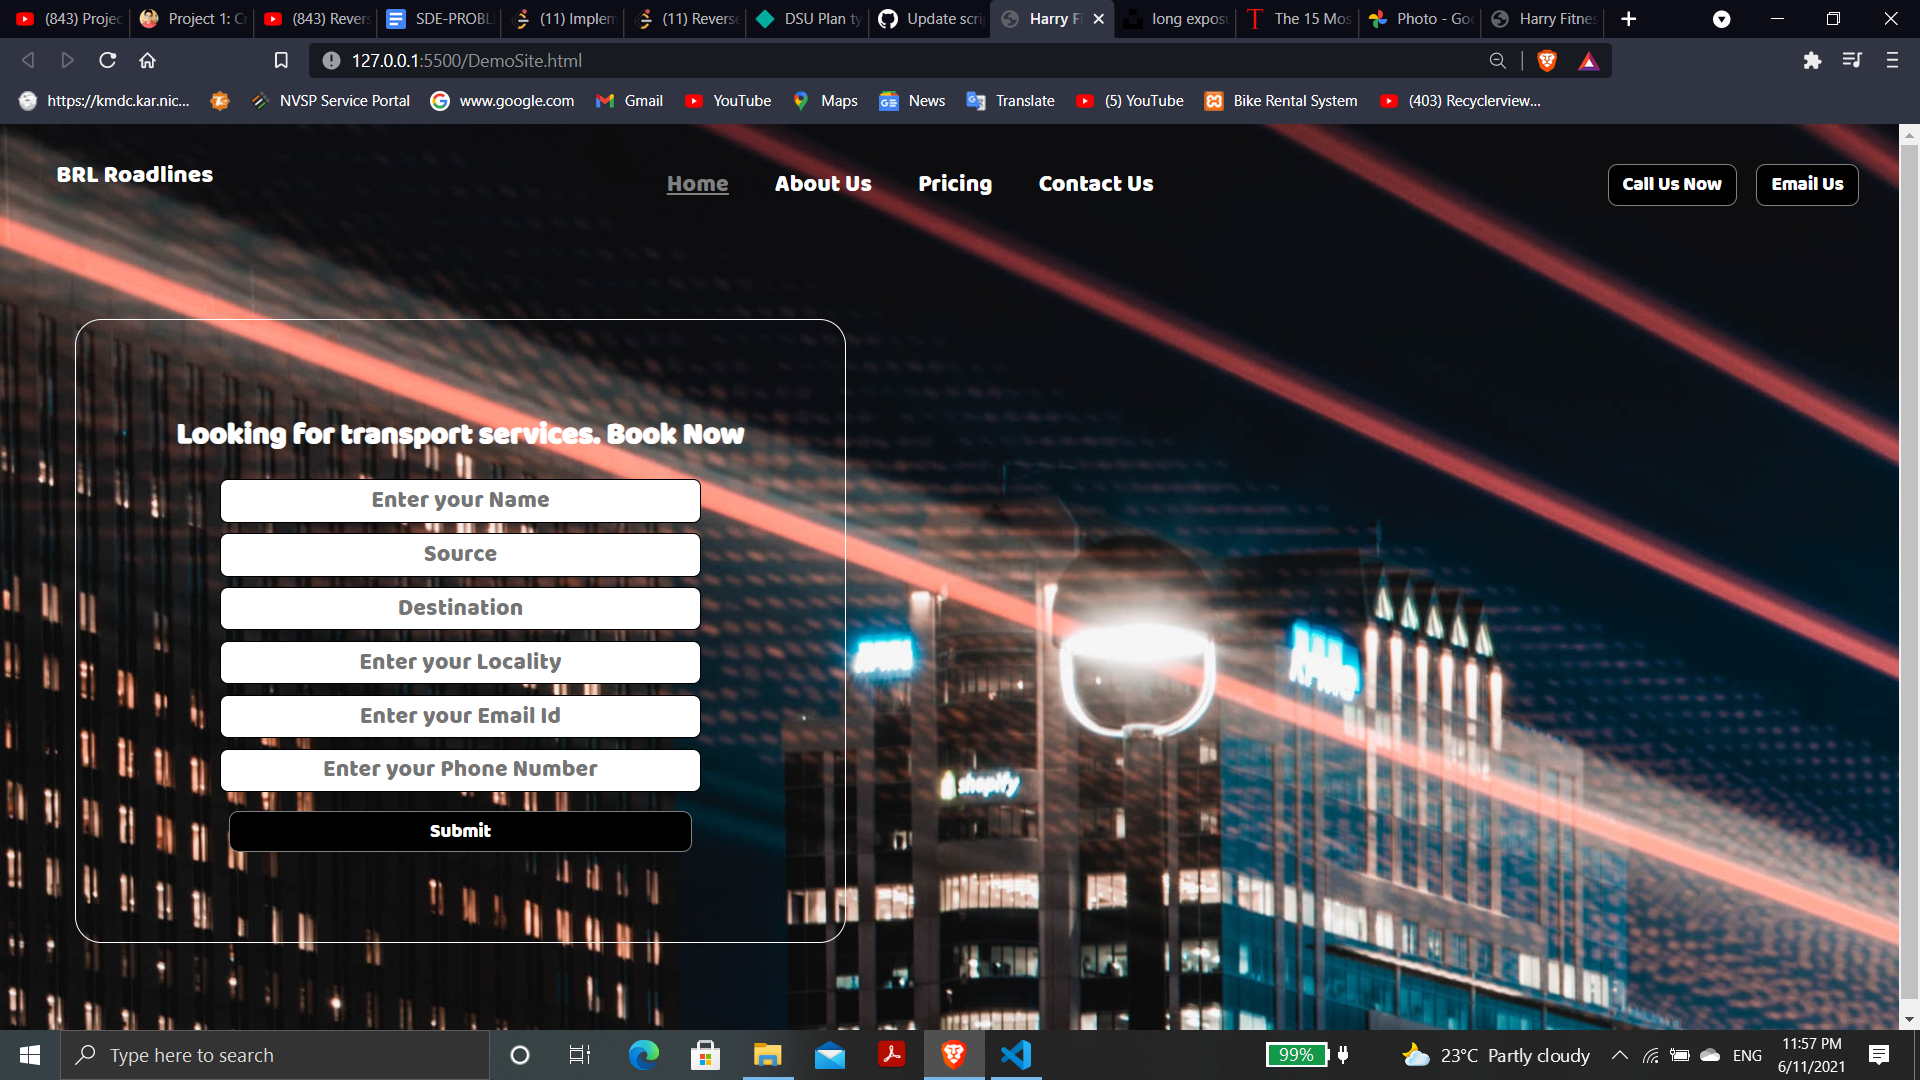 (843) Projec
Project 1: Cr
(843) Revers
SDE-PROBL
(11) Implem
(11) Reverse
DSU Plan ty
Update scri
Harry Fi
long expos
The 15 Mos
Photo - Goo
Harry Fitnes
127.0.0.1:5500/DemoSite.html
https://kmdc.kar.nic...
NVSP Service Portal
www.google.com
Gmail
YouTube
Maps
News
Translate
(5) YouTube
Bike Rental System
(403) Recyclerview...
BRL Roadlines
Home
About Us
Pricing
Contact Us
Call Us Now
Email Us
Looking for transport services. Book Now
Enter your Name
Source
Destination
Enter your Locality
Enter your Email Id
Enter your Phone Number
Submit
KPMG
shopify
Type here to search
99%
23°C Partly cloudy
ENG
11:57 PM
6/11/2021